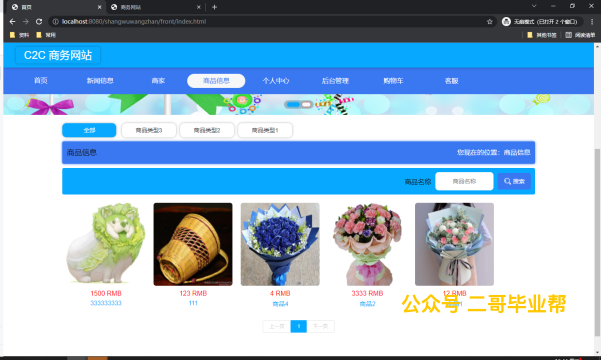 首页
商务网站
localhost:8080/shangwuwangzhan/front/index.html
无痕模式 (已打开 2 个窗口)
资料
常用
其他书签
阅读清单
C2C 商务网站
首页
新闻信息
商家
商品信息
个人中心
后台管理
购物车
客服
全部
商品类型3
商品类型2
商品类型1
商品信息
您现在的位置: 商品信息
商品名称
商品名称
搜索
1500 RMB
123 RMB
4 RMB
3333 RMB
12 RMB
333333333
111
商品4
商品2
公众号 二哥毕业帮
上一页
1
下一页